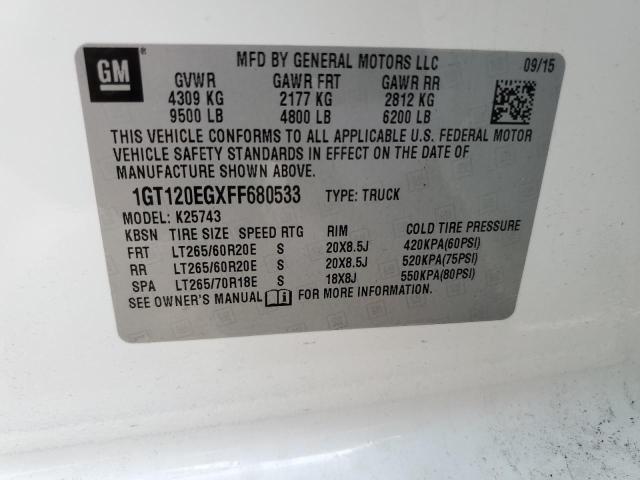 GM
MFD BY GENERAL MOTORS LLC 09/15
GVWR GAWR FRT GAWR RR
4309 KG 2177 KG 2812 KG
9500 LB 4800 LB 6200 LB
THIS VEHICLE CONFORMS TO ALL APPLICABLE U.S. FEDERAL MOTOR
VEHICLE SAFETY STANDARDS IN EFFECT ON THE DATE OF
MANUFACTURE SHOWN ABOVE.
1GT120EGXFF680533 TYPE: TRUCK
MODEL: K25743
KBSN TIRE SIZE SPEED RTG RIM COLD TIRE PRESSURE
FRT LT265/60R20E S 20X8.5J 420KPA(60PSI)
RR LT265/60R20E S 20X8.5J 520KPA(75PSI)
SPA LT265/70R18E S 18X8J 550KPA(80PSI)
SEE OWNER'S MANUAL FOR MORE INFORMATION.